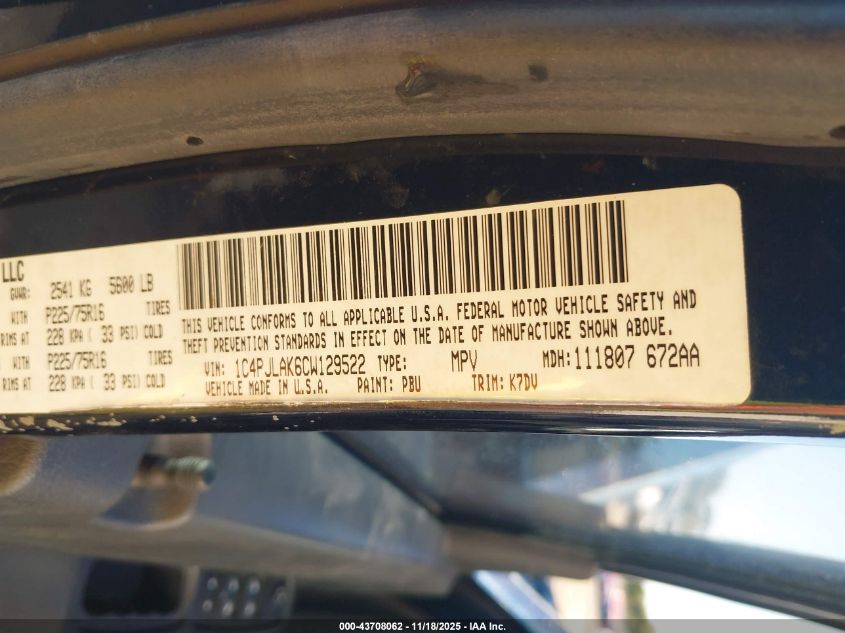 LLC
GVWR: 2541 KG 5600 LB
WITH P225/75R16 TIRES
RIMS AT 228 KPA ( 33 PSI) COLD
WITH P225/75R16 TIRES
RIMS AT 228 KPA ( 33 PSI) COLD
THIS VEHICLE CONFORMS TO ALL APPLICABLE U.S.A. FEDERAL MOTOR VEHICLE SAFETY AND
THEFT PREVENTION STANDARDS IN EFFECT ON THE DATE OF MANUFACTURE SHOWN ABOVE.
VIN: 1C4PJLAK6CW129522 TYPE: MPV MDH:111807 672AA
VEHICLE MADE IN U.S.A. PAINT: PBU TRIM: K7DV
000-43708062 - 11/18/2025 - IAA Inc.